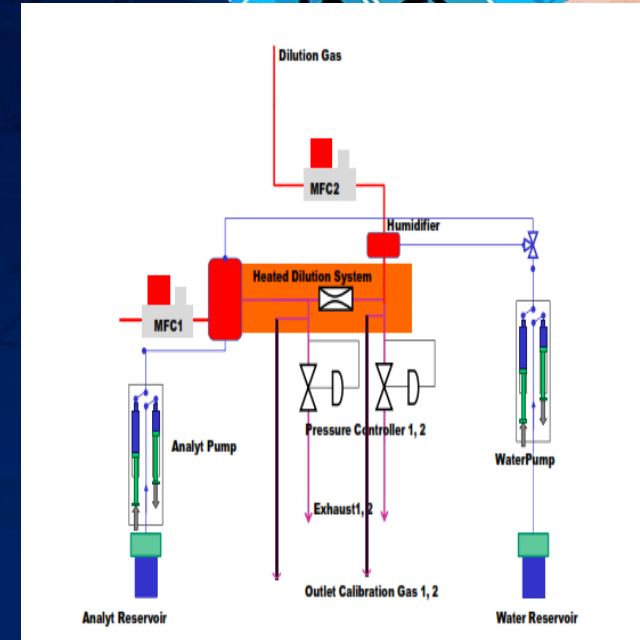 Dilution Gas
MFC2
Humidifier
Heated Dilution System
MFC1
Pressure Controller 1, 2
Analyt Pump
WaterPump
Exhaust1, 2
Outlet Calibration Gas 1, 2
Analyt Reservoir
Water Reservoir